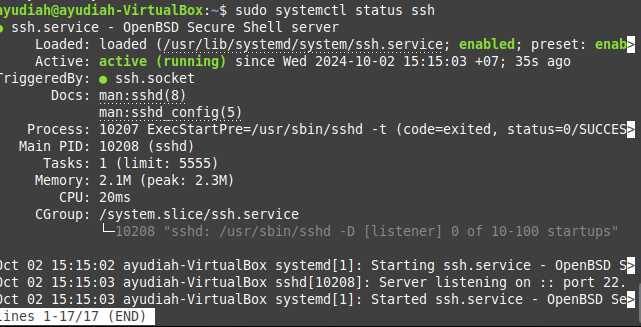 ayudiah@ayudiah-VirtualBox:~$ sudo systemctl status ssh
● ssh.service - OpenBSD Secure Shell server
Loaded: loaded (/usr/lib/systemd/system/ssh.service; enabled; preset: enab>
Active: active (running) since Wed 2024-10-02 15:15:03 +07; 35s ago
TriggeredBy: ● ssh.socket
Docs: man:sshd(8)
man:sshd_config(5)
Process: 10207 ExecStartPre=/usr/sbin/sshd -t (code=exited, status=0/SUCCES>
Main PID: 10208 (sshd)
Tasks: 1 (limit: 5555)
Memory: 2.1M (peak: 2.3M)
CPU: 20ms
CGroup: /system.slice/ssh.service
└─10208 "sshd: /usr/sbin/sshd -D [listener] 0 of 10-100 startups"
Oct 02 15:15:02 ayudiah-VirtualBox systemd[1]: Starting ssh.service - OpenBSD S>
Oct 02 15:15:03 ayudiah-VirtualBox sshd[10208]: Server listening on :: port 22.
Oct 02 15:15:03 ayudiah-VirtualBox systemd[1]: Started ssh.service - OpenBSD Se>
lines 1-17/17 (END)